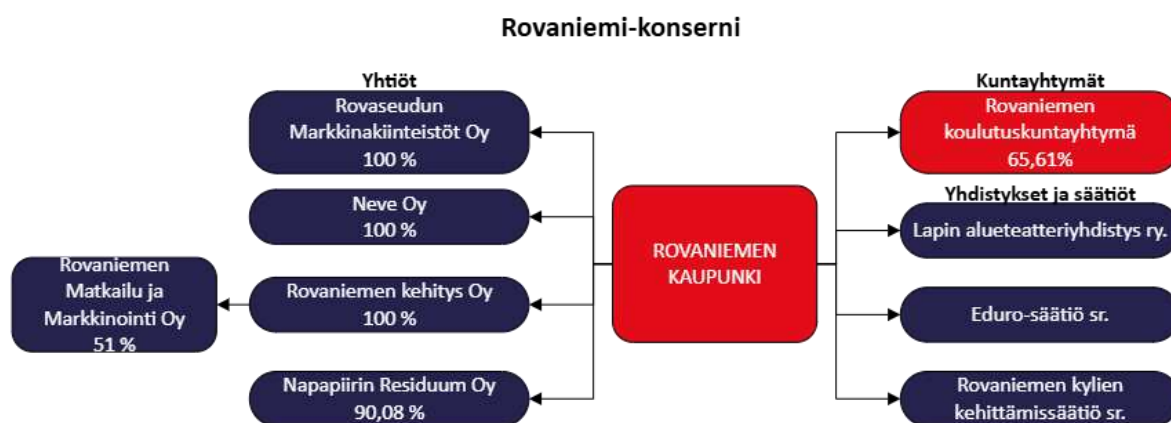 Rovaniemi-konserni
Yhtiöt
Rovaseudun
Markkinakiinteistöt Oy
100 %
Neve Oy
100 %
Rovaniemen
Matkailu ja
Markkinointi Oy
51 %
Rovaniemen kehitys Oy
100 %
Napapiirin Residuum Oy
90,08 %
ROVANIEMEN
KAUPUNKI
Kuntayhtymät
Rovaniemen
koulutuskuntayhtymä
65,61%
Yhdistykset ja säätiöt
Lapin alueteatteriyhdistys ry.
Eduro-säätiö sr.
Rovaniemen kylien
kehittämissäätiö sr.